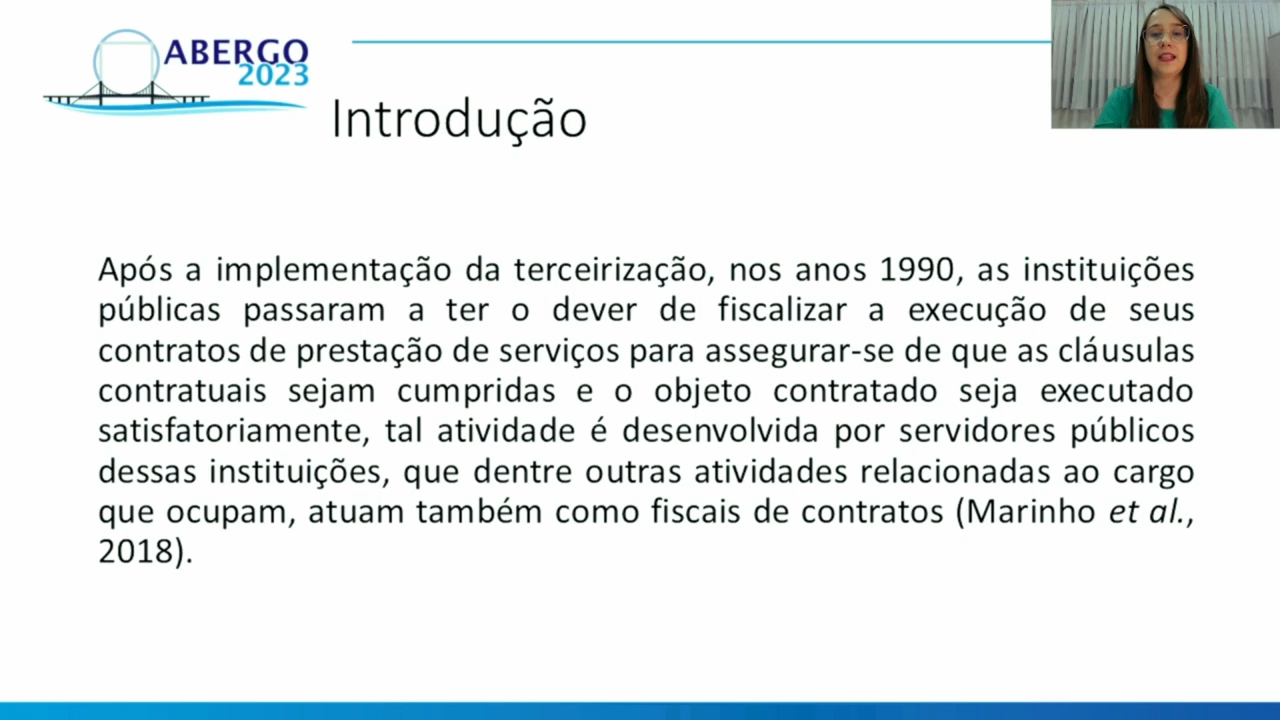 ABERGO
2023
Introdução
Após a implementação da terceirização, nos anos 1990, as instituições
públicas passaram a ter o dever de fiscalizar a execução de seus
contratos de prestação de serviços para assegurar-se de que as cláusulas
contratuais sejam cumpridas e o objeto contratado seja executado
satisfatoriamente, tal atividade é desenvolvida por servidores públicos
dessas instituições, que dentre outras atividades relacionadas ao cargo
que ocupam, atuam também como fiscais de contratos (Marinho et al.,
2018).